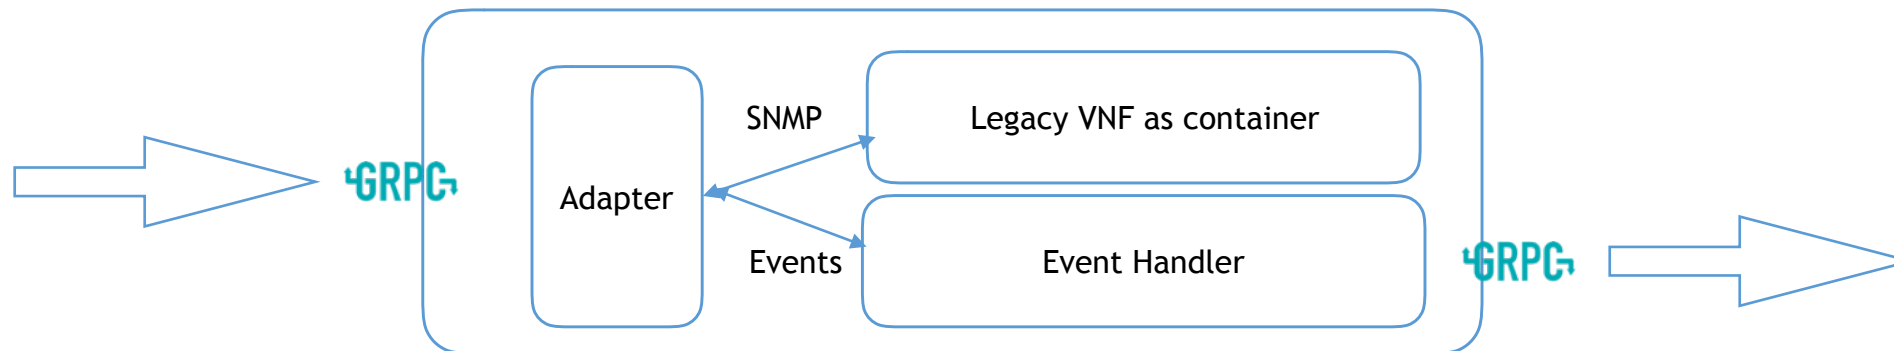 SNMP
Legacy VNF as container
GRPC
Adapter
Events
Event Handler
GRPC